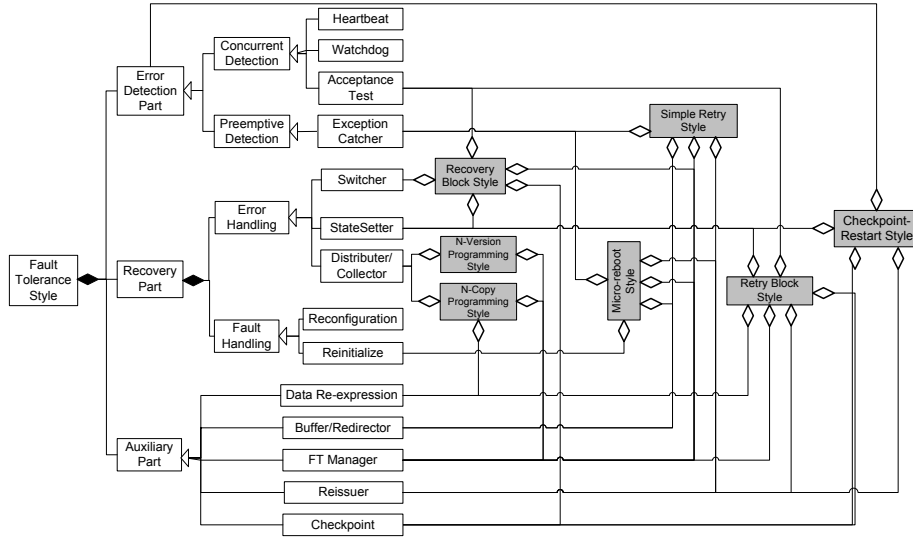 Heartbeat
Concurrent
Detection
Watchdog
Error
Detection
Part
Acceptance
Test
Preemptive
Detection
Exception
Catcher
Simple Retry
Style
Switcher
Recovery
Block Style
Error
Handling
StateSetter
Checkpoint-
Restart Style
Distributer/
Collector
N-Version
Programming
Style
Fault
Tolerance
Style
Recovery
Part
N-Copy
Programming
Style
Micro-reboot
Style
Retry Block
Style
Fault
Handling
Reconfiguration
Reinitialize
Data Re-expression
Buffer/Redirector
Auxiliary
Part
FT Manager
Reissuer
Checkpoint